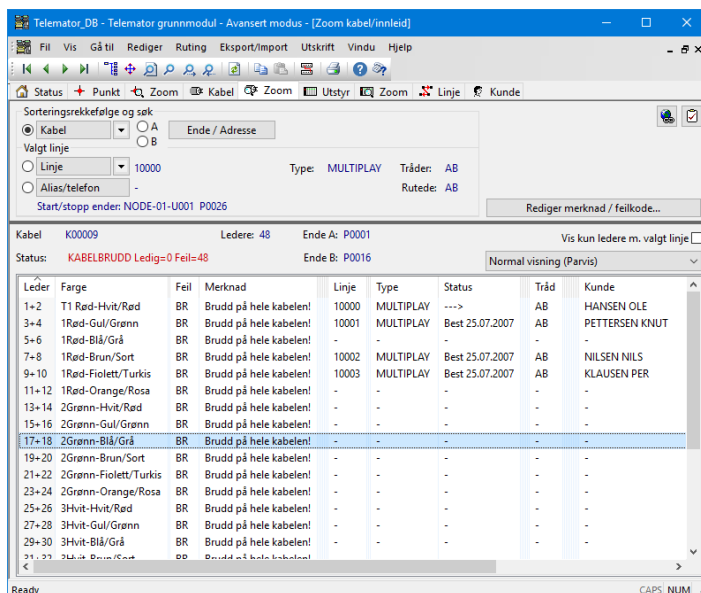 Telemator_DB - Telemator grunnmodul - Avansert modus - [Zoom kabel/innleid]
Fil Vis Gå til Rediger Ruting Eksport/Import Utskrift Vindu Hjelp
Status Punkt Zoom Kabel Zoom Utstyr Zoom Linje Kunde
Sorteringsrekkefølge og søk
Kabel A B Ende / Adresse
Valgt linje
Linje 10000 Type: MULTIPLAY Tråder: AB
Alias/telefon - Rutede: AB
Start/stopp ender: NODE-01-U001 P0026 Rediger merknad / feilkode...
Kabel K00009 Ledere: 48 Ende A: P0001 Vis kun ledere m. valgt linje
Status: KABELBRUDD Ledig=0 Feil=48 Ende B: P0016 Normal visning (Parvis)
Leder Farge Feil Merknad Linje Type Status Tråd Kunde
1+2 T1 Rød-Hvit/Rød BR Brudd på hele kabelen! 10000 MULTIPLAY ---> AB HANSEN OLE
3+4 1Rød-Gul/Grønn BR Brudd på hele kabelen! 10001 MULTIPLAY Best 25.07.2007 AB PETTERSEN KNUT
5+6 1Rød-Blå/Grå BR Brudd på hele kabelen! - - - - -
7+8 1Rød-Brun/Sort BR Brudd på hele kabelen! 10002 MULTIPLAY Best 25.07.2007 AB NILSEN NILS
9+10 1Rød-Fiolett/Turkis BR Brudd på hele kabelen! 10003 MULTIPLAY Best 25.07.2007 AB KLAUSEN PER
11+12 1Rød-Orange/Rosa BR Brudd på hele kabelen! - - - - -
13+14 2Grønn-Hvit/Rød BR Brudd på hele kabelen! - - - - -
15+16 2Grønn-Gul/Grønn BR Brudd på hele kabelen! - - - - -
17+18 2Grønn-Blå/Grå BR Brudd på hele kabelen! - - - - -
19+20 2Grønn-Brun/Sort BR Brudd på hele kabelen! - - - - -
21+22 2Grønn-Fiolett/Turkis BR Brudd på hele kabelen! - - - - -
23+24 2Grønn-Orange/Rosa BR Brudd på hele kabelen! - - - - -
25+26 3Hvit-Hvit/Rød BR Brudd på hele kabelen! - - - - -
27+28 3Hvit-Gul/Grønn BR Brudd på hele kabelen! - - - - -
29+30 3Hvit-Blå/Grå BR Brudd på hele kabelen! - - - - -
31+32 3Hvit-Brun/Sort BR Brudd på hele kabelen! - - - - -
Ready CAPS NUM